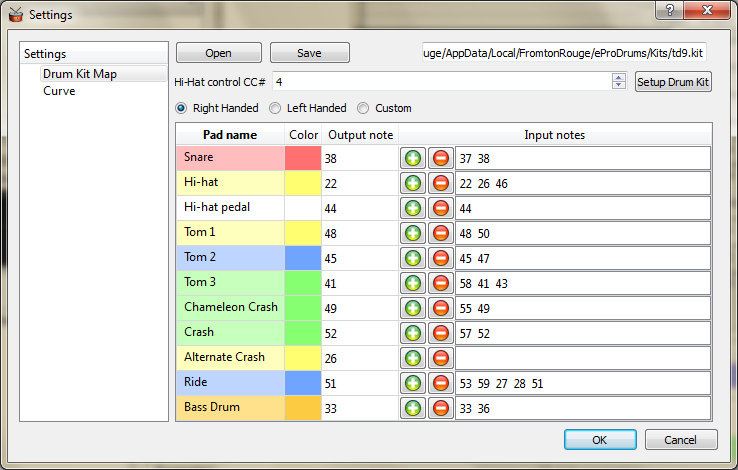 Settings
Settings
Drum Kit Map
Curve
Open Save uge/AppData/Local/FromtonRouge/eProDrums/Kits/td9.kit
Hi-Hat control CC# 4 Setup Drum Kit
Right Handed Left Handed Custom
Pad name Color Output note Input notes
Snare 38 37 38
Hi-hat 22 22 26 46
Hi-hat pedal 44 44
Tom 1 48 48 50
Tom 2 45 45 47
Tom 3 41 58 41 43
Chameleon Crash 49 55 49
Crash 52 57 52
Alternate Crash 26
Ride 51 53 59 27 28 51
Bass Drum 33 33 36
OK Cancel